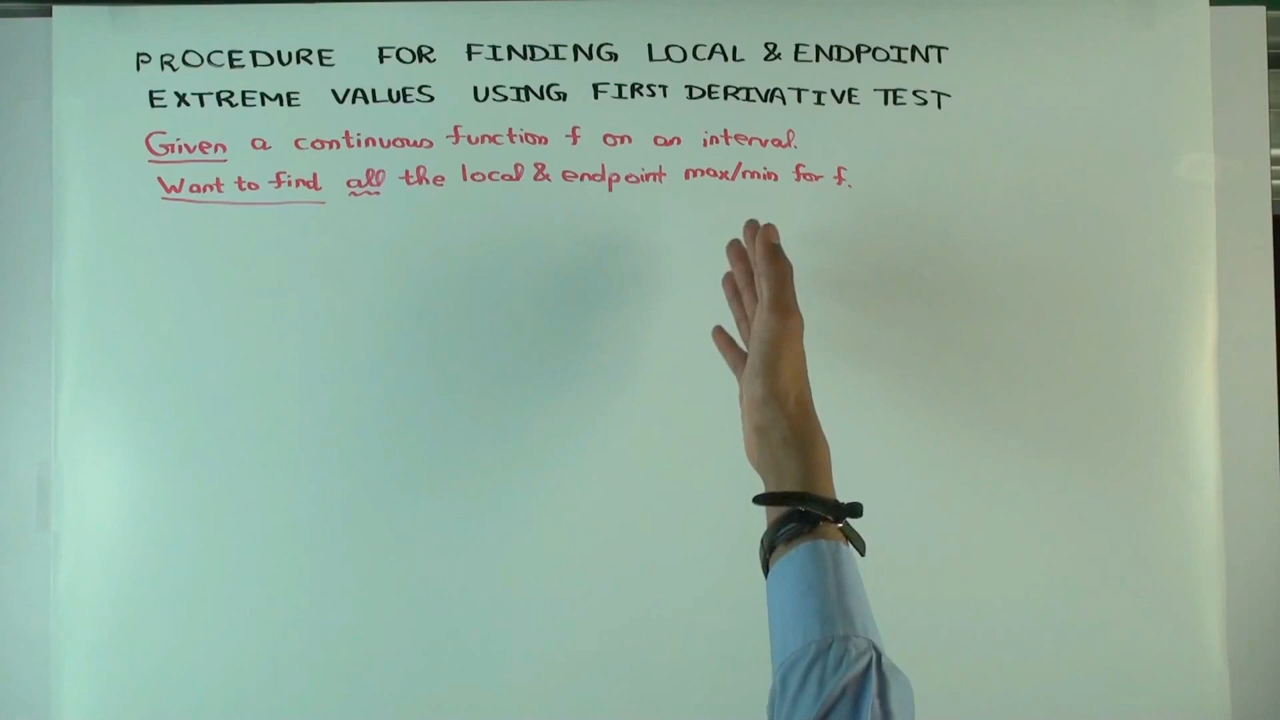 PROCEDURE FOR FINDING LOCAL & ENDPOINT
EXTREME VALUES USING FIRST DERIVATIVE TEST
Given a continuous function f on an interval.
Want to find all the local & endpoint max/min for f.